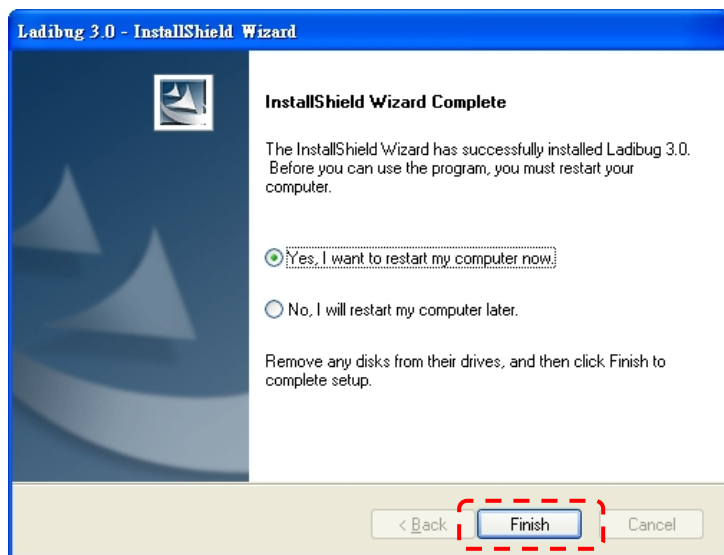 Ladibug 3.0 - InstallShield Wizard
InstallShield Wizard Complete
The InstallShield Wizard has successfully installed Ladibug 3.0.
Before you can use the program, you must restart your
computer.
Yes, I want to restart my computer now.
No, I will restart my computer later.
Remove any disks from their drives, and then click Finish to
complete setup.
< Back Finish Cancel